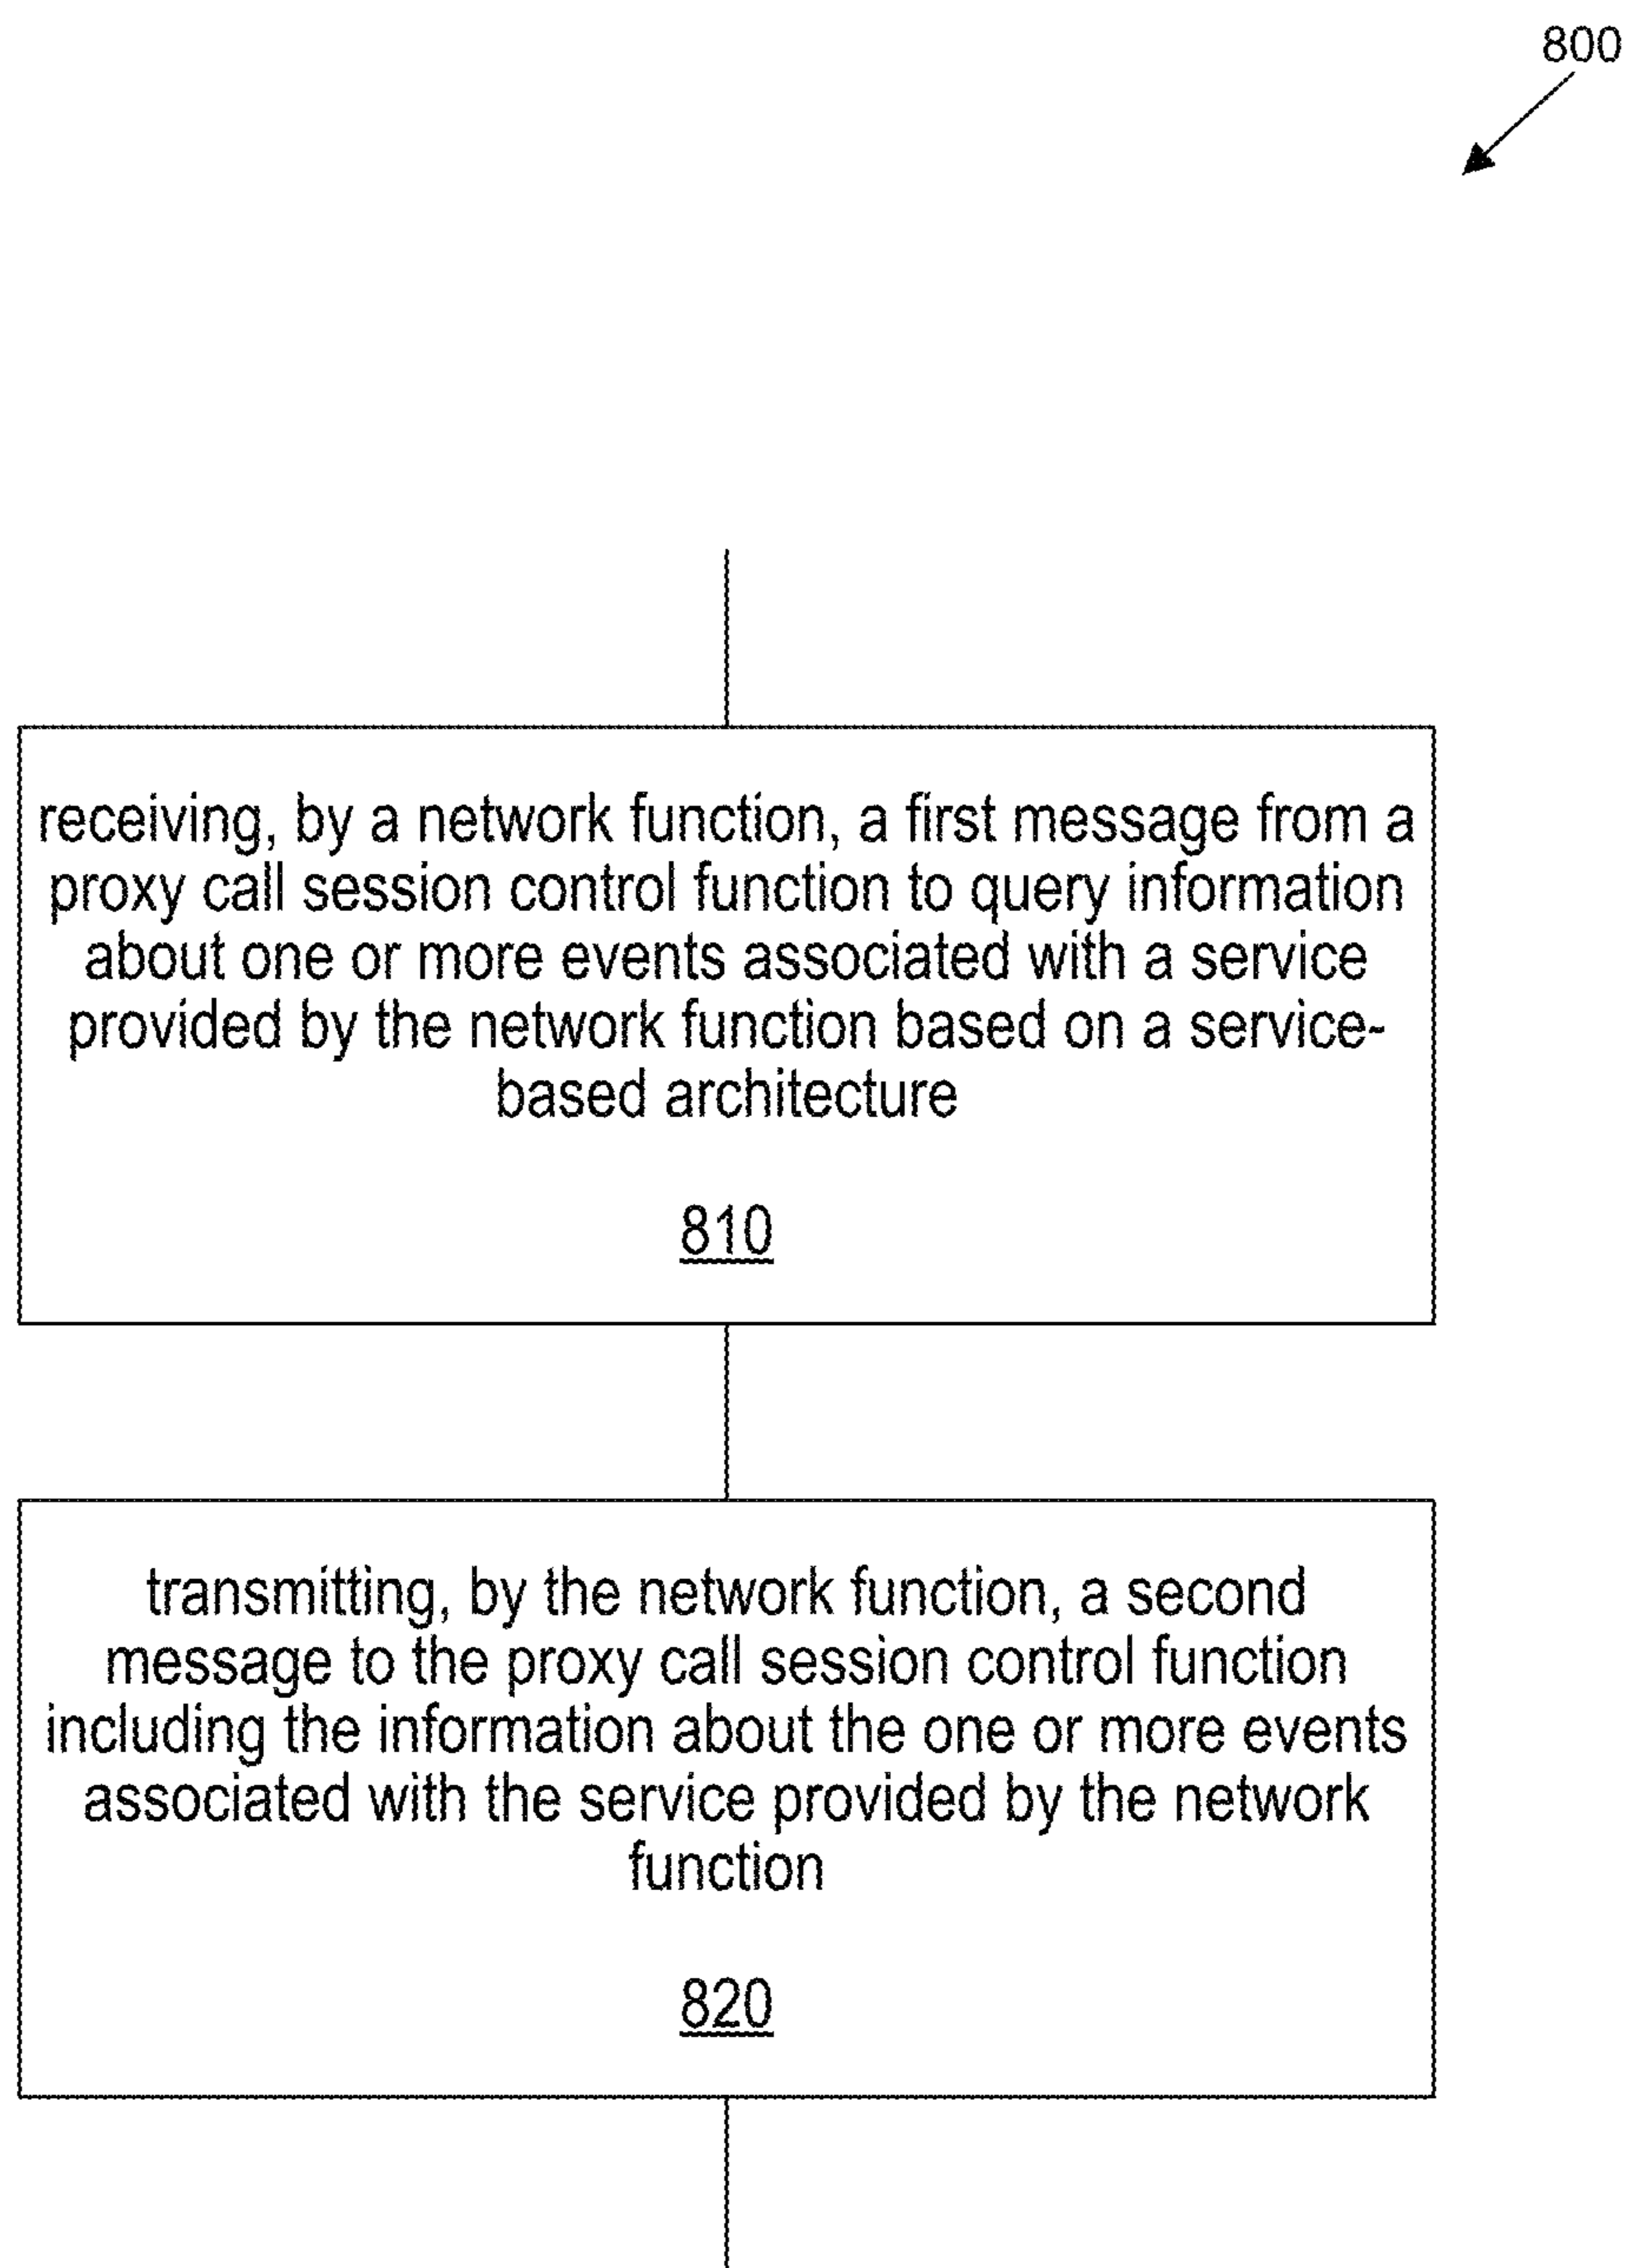 800
receiving, by a network function, a first message from a
proxy call session control function to query information
about one or more events associated with a service
provided by the network function based on a service-
based architecture
810
transmitting, by the network function, a second
message to the proxy call session control function
including the information about the one or more events
associated with the service provided by the network
function
820